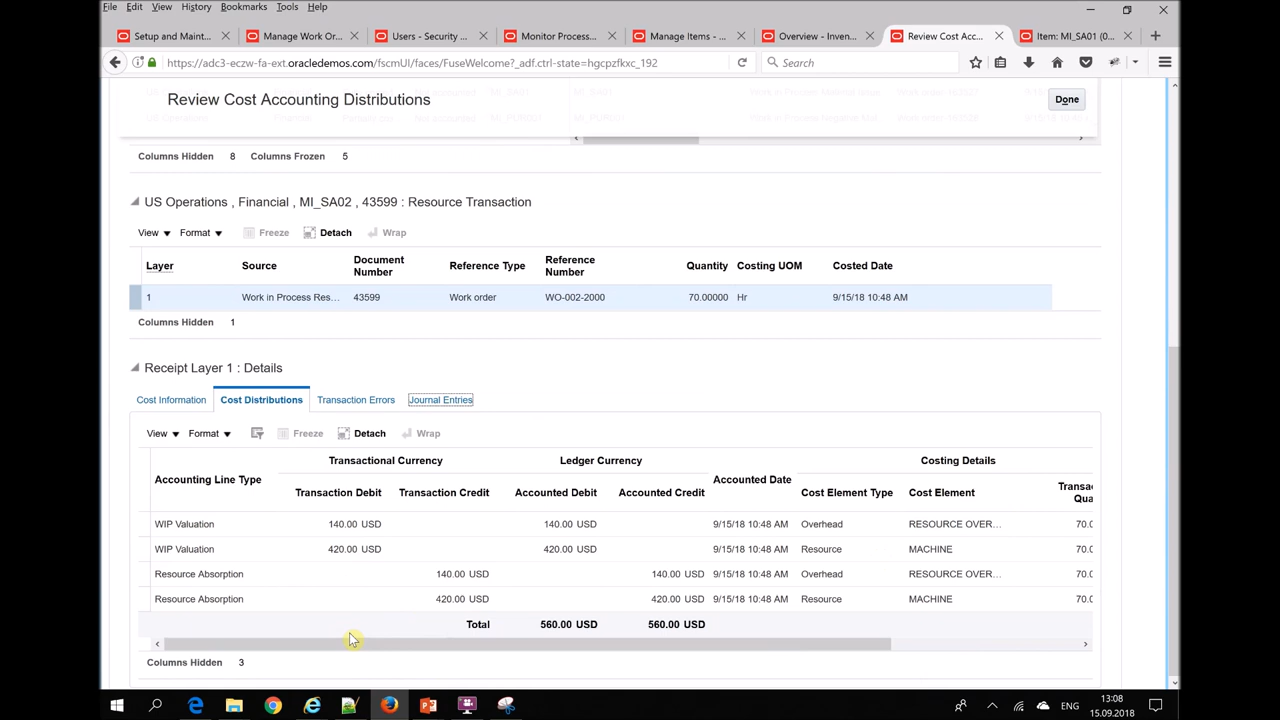 File Edit View History Bookmarks Tools Help
Setup and Maint... Manage Work Or... Users - Security ... Monitor Process... Manage Items - ... Overview - Inven... Review Cost Acc... Item: MI_SA01 (O...
https://adc3-eczw-fa-ext.oracledemos.com/fscmUI/faces/FuseWelcome?_adf.ctrl-state=hgcpzfkxc_192 Search
Review Cost Accounting Distributions Done
Columns Hidden 8 Columns Frozen 5
US Operations , Financial , MI_SA02 , 43599 : Resource Transaction
View Format Freeze Detach Wrap
Layer Source Document Number Reference Type Reference Number Quantity Costing UOM Costed Date
1 Work in Process Res... 43599 Work order WO-002-2000 70.00000 Hr 9/15/18 10:48 AM
Columns Hidden 1
Receipt Layer 1 : Details
Cost Information Cost Distributions Transaction Errors Journal Entries
View Format Freeze Detach Wrap
Transactional Currency Ledger Currency Costing Details
Accounting Line Type Transaction Debit Transaction Credit Accounted Debit Accounted Credit Accounted Date Cost Element Type Cost Element Transac Qua
WIP Valuation 140.00 USD 140.00 USD 9/15/18 10:48 AM Overhead RESOURCE OVER... 70.0
WIP Valuation 420.00 USD 420.00 USD 9/15/18 10:48 AM Resource MACHINE 70.0
Resource Absorption 140.00 USD 140.00 USD 9/15/18 10:48 AM Overhead RESOURCE OVER... 70.0
Resource Absorption 420.00 USD 420.00 USD 9/15/18 10:48 AM Resource MACHINE 70.0
Total 560.00 USD 560.00 USD
Columns Hidden 3
13:08
15.09.2018